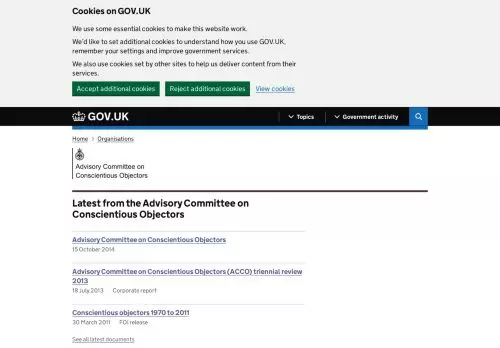 Cookies on GOV.UK
We use some essential cookies to make this website work.
We'd like to set additional cookies to understand how you use GOV.UK,
remember your settings and improve government services.
We also use cookies set by other sites to help us deliver content from their
services.
Accept additional cookies Reject additional cookies View cookies
GOV.UK Topics Government activity
Home Organisations
Advisory Committee on
Conscientious Objectors
Latest from the Advisory Committee on
Conscientious Objectors
Advisory Committee on Conscientious Objectors
15 October 2014
Advisory Committee on Conscientious Objectors (ACCO) triennial review
2013
18 July 2013 Corporate report
Conscientious objectors 1970 to 2011
30 March 2011 FOI release
See all latest documents